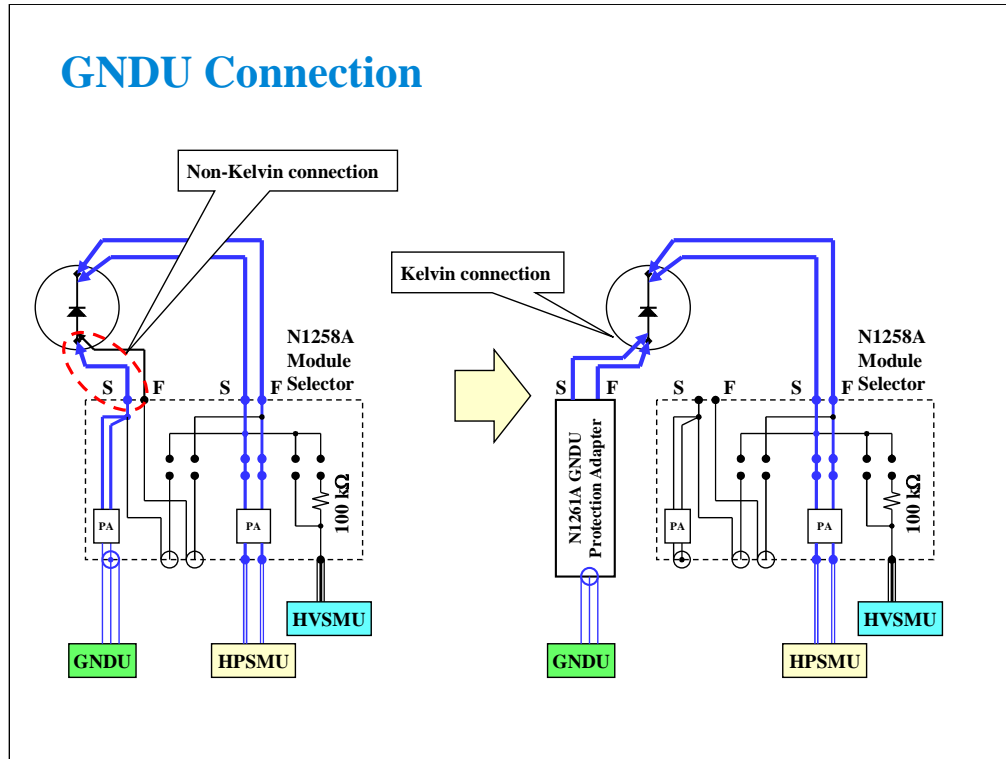 GNDU Connection
Non-Kelvin connection
N1258A
Module
Selector
S
F
S
F
PA
PA
100 kΩ
HVSMU
GNDU
HPSMU
Kelvin connection
N1258A
Module
Selector
S
F
S
F
S
F
N1261A GNDU
Protection Adapter
PA
PA
100 kΩ
HVSMU
GNDU
HPSMU